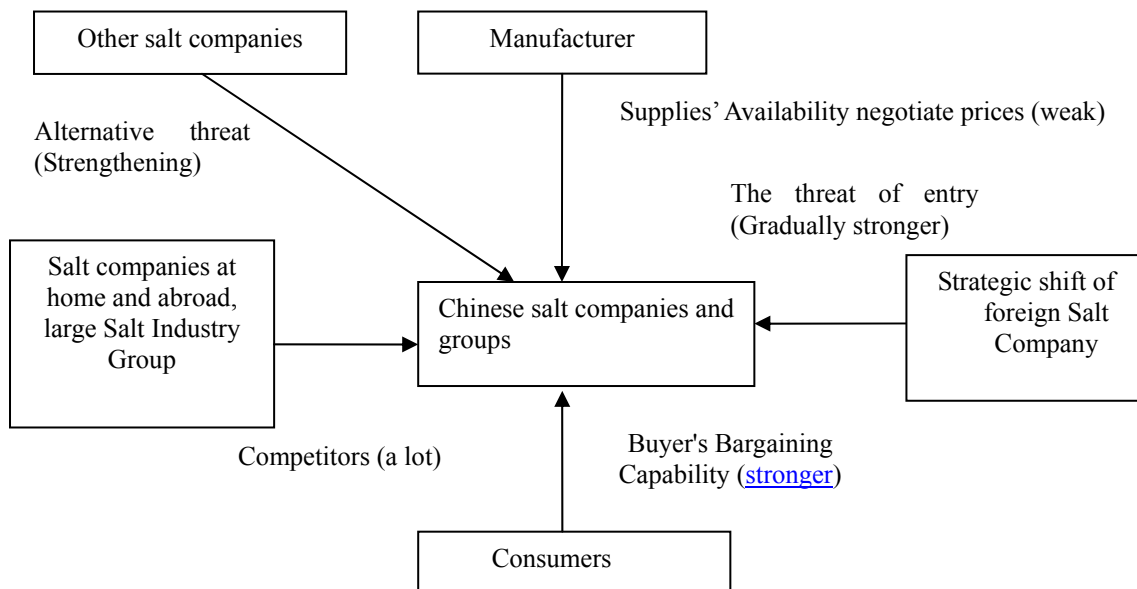 Other salt companies
Manufacturer
Supplies’ Availability negotiate prices (weak)
Alternative threat
(Strengthening)
The threat of entry
(Gradually stronger)
Salt companies at
home and abroad,
large Salt Industry
Group
Chinese salt companies and
groups
Strategic shift of
foreign Salt
Company
Competitors (a lot)
Buyer's Bargaining
Capability (stronger)
Consumers